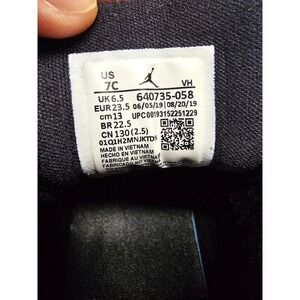 US
7C
VH
UK 6.5
640735-058
EUR 23.5
06/05/19 08/20/19
cm 13
UPC 00193152251229
BR 22.5
CN 130 (2.5)
MADE IN VIETNAM
HECHO EN VIETNAM
FABRIQUÉ AU VIETNAM